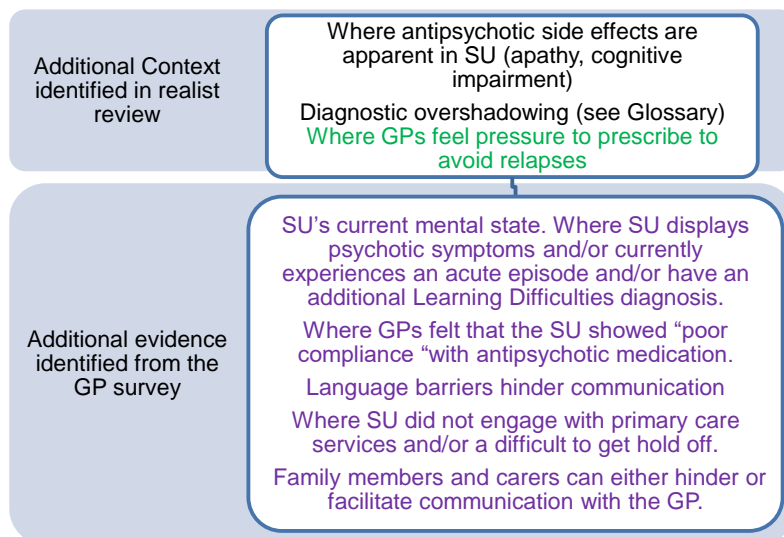 Additional Context
identified in realist
review
Where antipsychotic side effects are
apparent in SU (apathy, cognitive
impairment)
Diagnostic overshadowing (see Glossary)
Where GPs feel pressure to prescribe to
avoid relapses
Additional evidence
identified from the
GP survey
SU’s current mental state. Where SU displays
psychotic symptoms and/or currently
experiences an acute episode and/or have an
additional Learning Difficulties diagnosis.
Where GPs felt that the SU showed “poor
compliance “with antipsychotic medication.
Language barriers hinder communication
Where SU did not engage with primary care
services and/or a difficult to get hold off.
Family members and carers can either hinder or
facilitate communication with the GP.